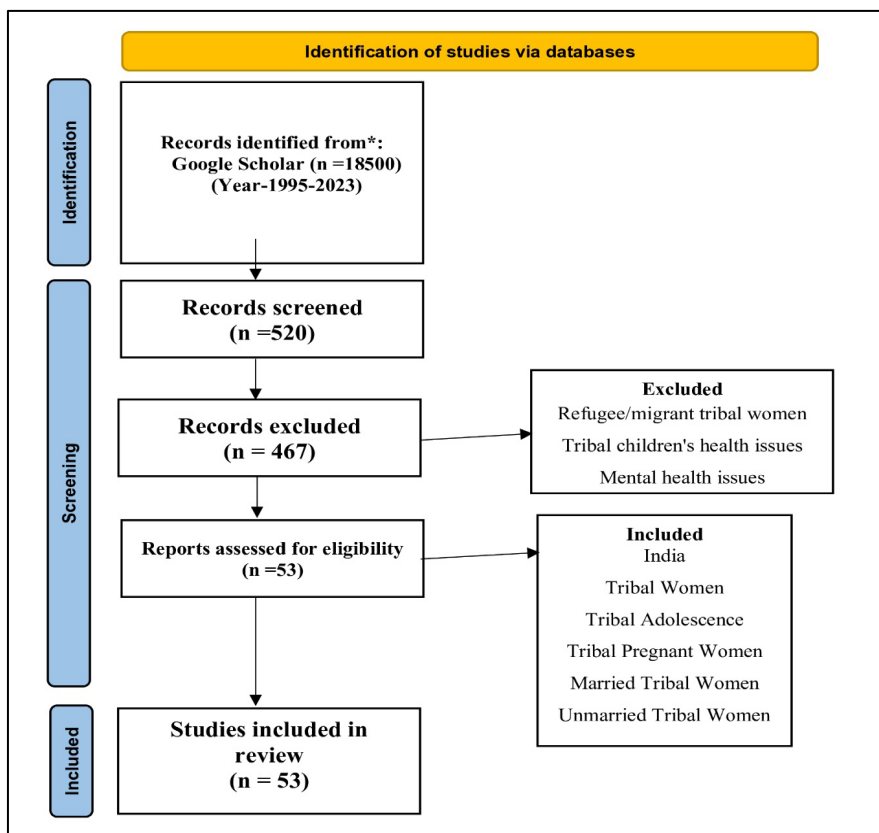 Identification of studies via databases
Identification
Records identified from*:
Google Scholar (n =18500)
(Year-1995-2023)
Screening
Records screened
(n =520)
Records excluded
(n = 467)
Excluded
Refugee/migrant tribal women
Tribal children's health issues
Mental health issues
Reports assessed for eligibility
(n =53)
Included
India
Tribal Women
Tribal Adolescence
Tribal Pregnant Women
Married Tribal Women
Unmarried Tribal Women
Included
Studies included in
review
(n = 53)